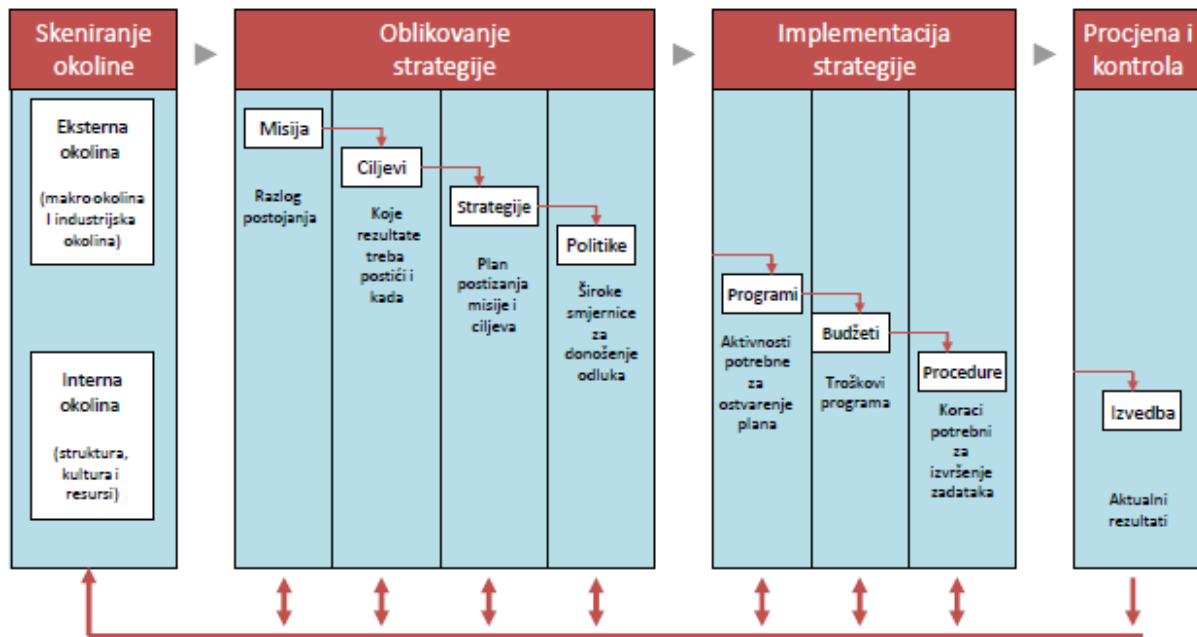 Skeniranje
okoline
Eksterna
okolina
(makrookolina
I industrijska
okolina)
Interna
okolina
(struktura,
kultura i
resursi)
Oblikovanje
strategije
Misija
Razlog
postojanja
Ciljevi
Koje
rezultate
treba
postići i
kada
Strategije
Plan
postizanja
misije i
ciljeva
Politike
Široke
smjernice
za
donošenje
odluka
Implementacija
strategije
Programi
Aktivnosti
potrebne
za
ostvarenje
plana
Budžeti
Troškovi
programa
Procedure
Koraci
potrebni
za
izvršenje
zadataka
Procjena i
kontrola
Izvedba
Aktualni
rezultati